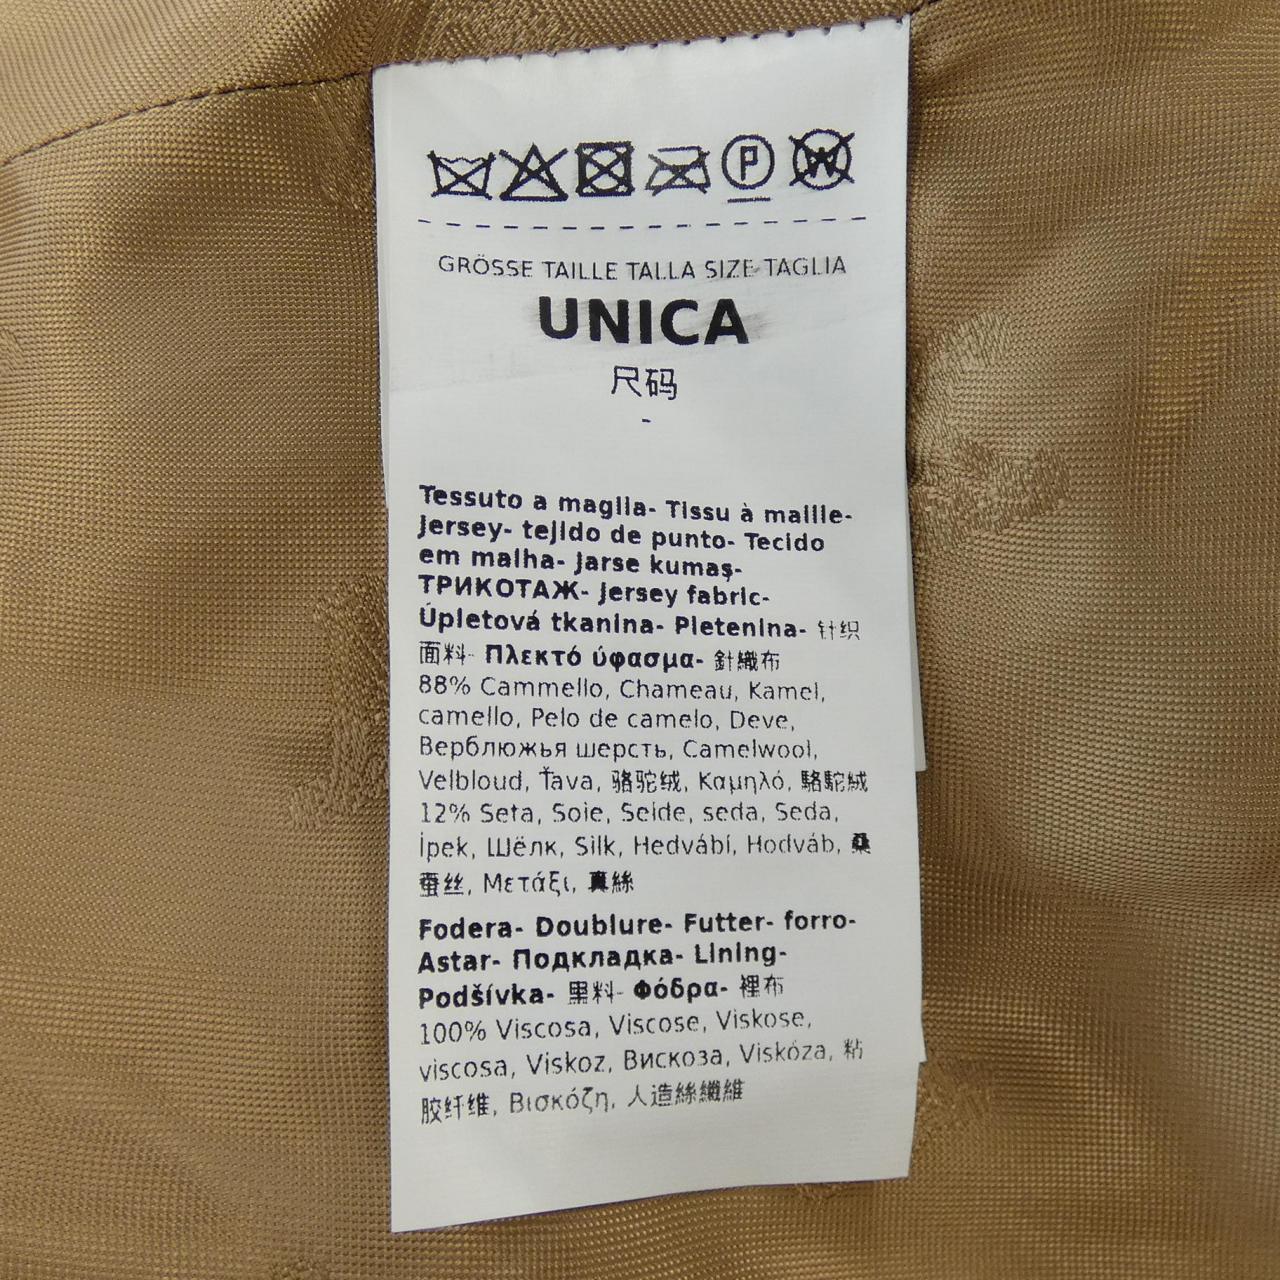 P W
GRÖSSE TAILLE TALLA SIZE TAGLIA
UNICA
尺码
-
Tessuto a maglia- Tissu à maille-
Jersey- tejido de punto- Tecido
em malha- Jarse kumaş-
ТРИКОТАЖ- Jersey fabric-
Úpletová tkanina- Pletenina- 针织
面料- Πλεκτό ύφασμα- 針織布
88% Cammello, Chameau, Kamel,
camello, Pelo de camelo, Deve,
Верблюжья шерсть, Camelwool,
Velbloud, Ťava, 骆驼绒, Καμηλό, 駱駝絨
12% Seta, Soie, Seide, seda, Seda,
İpek, Шёлк, Silk, Hedvábí, Hodváb, 桑
蚕丝, Μετάξι, 真絲
Fodera- Doublure- Futter- forro-
Astar- Подкладка- Lining-
Podšívka- 里料- Φόδρα- 裡布
100% Viscosa, Viscose, Viskose,
viscosa, Viskoz, Вискоза, Viskóza, 粘
胶纤维, Βισκόζη, 人造絲纖維